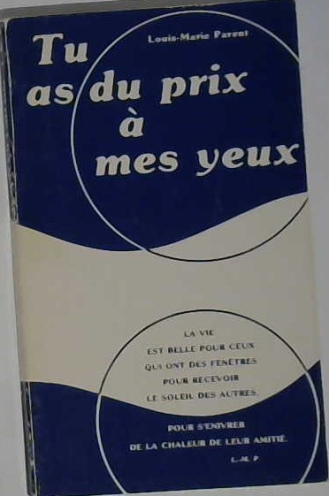 Louis-Marie Parent
Tu
as du prix
à
mes yeux
LA VIE
EST BELLE POUR CEUX
QUI ONT DES FENÊTRES
POUR RECEVOIR
LE SOLEIL DES AUTRES,
POUR S'ENIVRER
DE LA CHALEUR DE LEUR AMITIÉ.
L.-M. P.